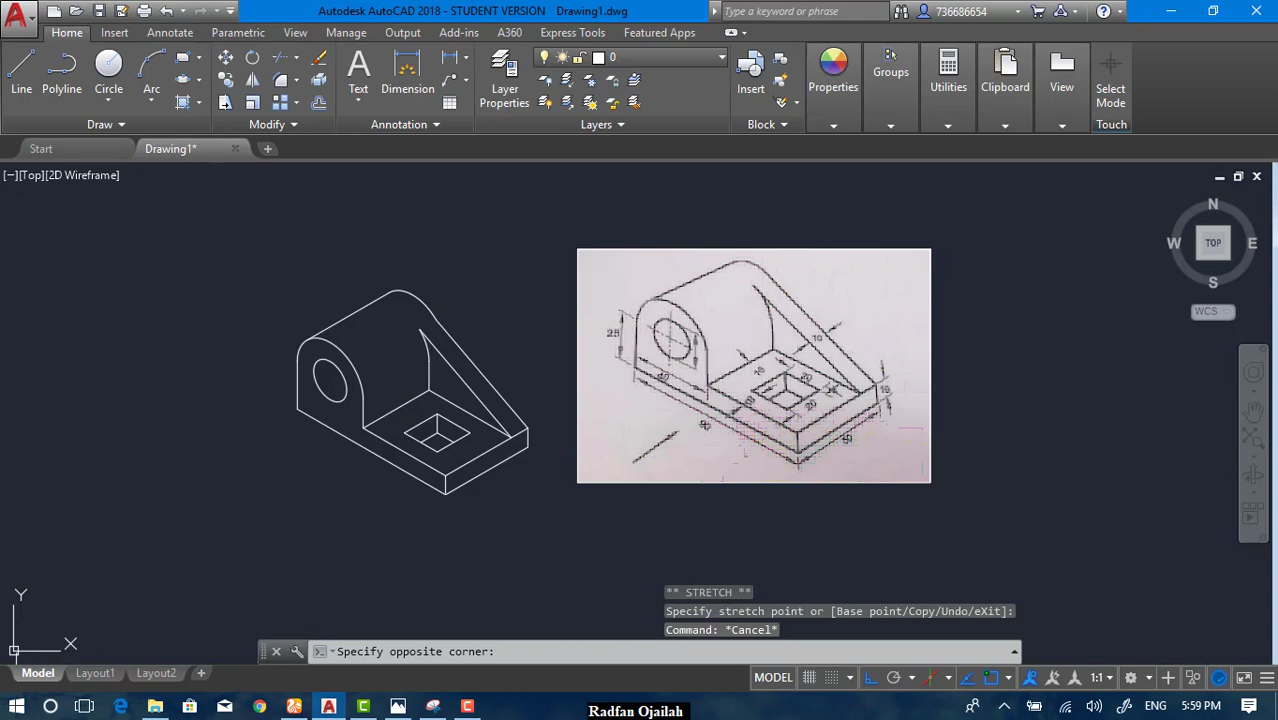 Autodesk AutoCAD 2018 - STUDENT VERSION Drawing1.dwg
Type a keyword or phrase
736686654
Home Insert Annotate Parametric View Manage Output Add-ins A360 Express Tools Featured Apps
0
Line Polyline Circle Arc
Text Dimension
Layer Properties
Insert
Properties
Groups
Utilities
Clipboard
View
Select Mode
Draw Modify Annotation Layers Block Touch
Start Drawing1*
[−][Top][2D Wireframe]
N
W TOP E
S
WCS
25
10
20
Y
X
** STRETCH **
Specify stretch point or [Base point/Copy/Undo/eXit]:
Command: *Cancel*
Specify opposite corner:
Model Layout1 Layout2
MODEL
1:1
ENG 5:59 PM
Radfan Ojailah